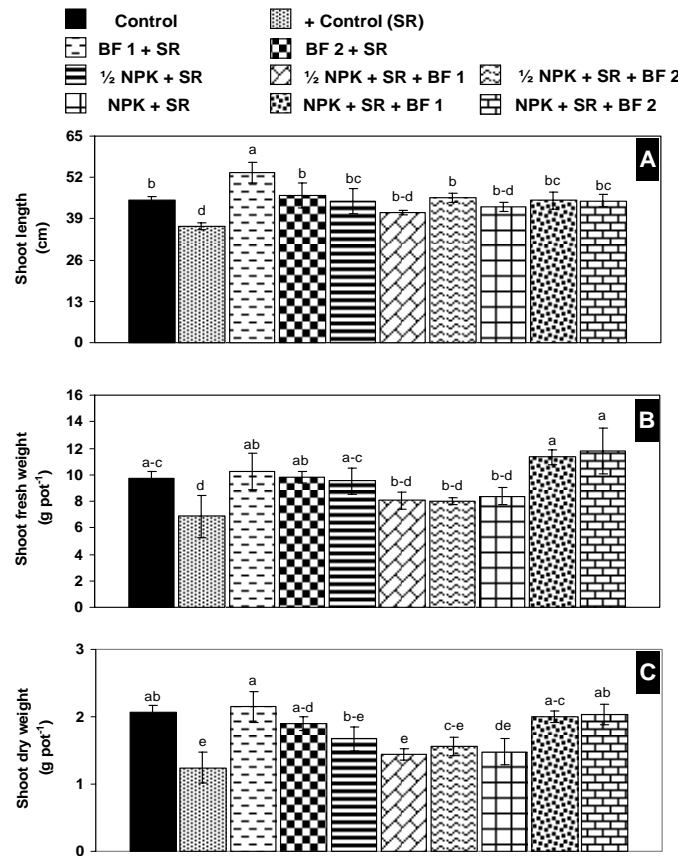 Control + Control (SR)
BF 1 + SR BF 2 + SR
½ NPK + SR ½ NPK + SR + BF 1 ½ NPK + SR + BF 2
NPK + SR NPK + SR + BF 1 NPK + SR + BF 2
A
Shoot length
(cm)
65
52
39
26
13
0
b d a b bc b-d b b-d bc bc
B
Shoot fresh weight
(g pot⁻¹)
16
14
12
10
8
6
4
2
0
a-c d ab ab a-c b-d b-d b-d a a
C
Shoot dry weight
(g pot⁻¹)
3
2
1
0
ab e a a-d b-e e c-e de a-c ab